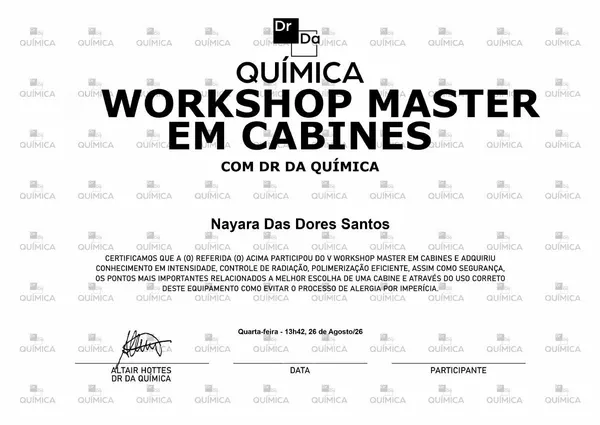 Dr
Da
QUÍMICA
WORKSHOP MASTER
EM CABINES
COM DR DA QUÍMICA
Nayara Das Dores Santos
CERTIFICAMOS QUE A (O) REFERIDA (O) ACIMA PARTICIPOU DO V WORKSHOP MASTER EM CABINES E ADQUIRIU
CONHECIMENTO EM INTENSIDADE, CONTROLE DE RADIAÇÃO, POLIMERIZAÇÃO EFICIENTE, ASSIM COMO SEGURANÇA,
OS PONTOS MAIS IMPORTANTES RELACIONADOS A MELHOR ESCOLHA DE UMA CABINE E ATRAVÉS DO USO CORRETO
DESTE EQUIPAMENTO COMO EVITAR O PROCESSO DE ALERGIA POR IMPERÍCIA.
Quarta-feira - 13h42, 26 de Agosto/26
ALTAIR HOTTES
DR DA QUÍMICA
DATA
PARTICIPANTE